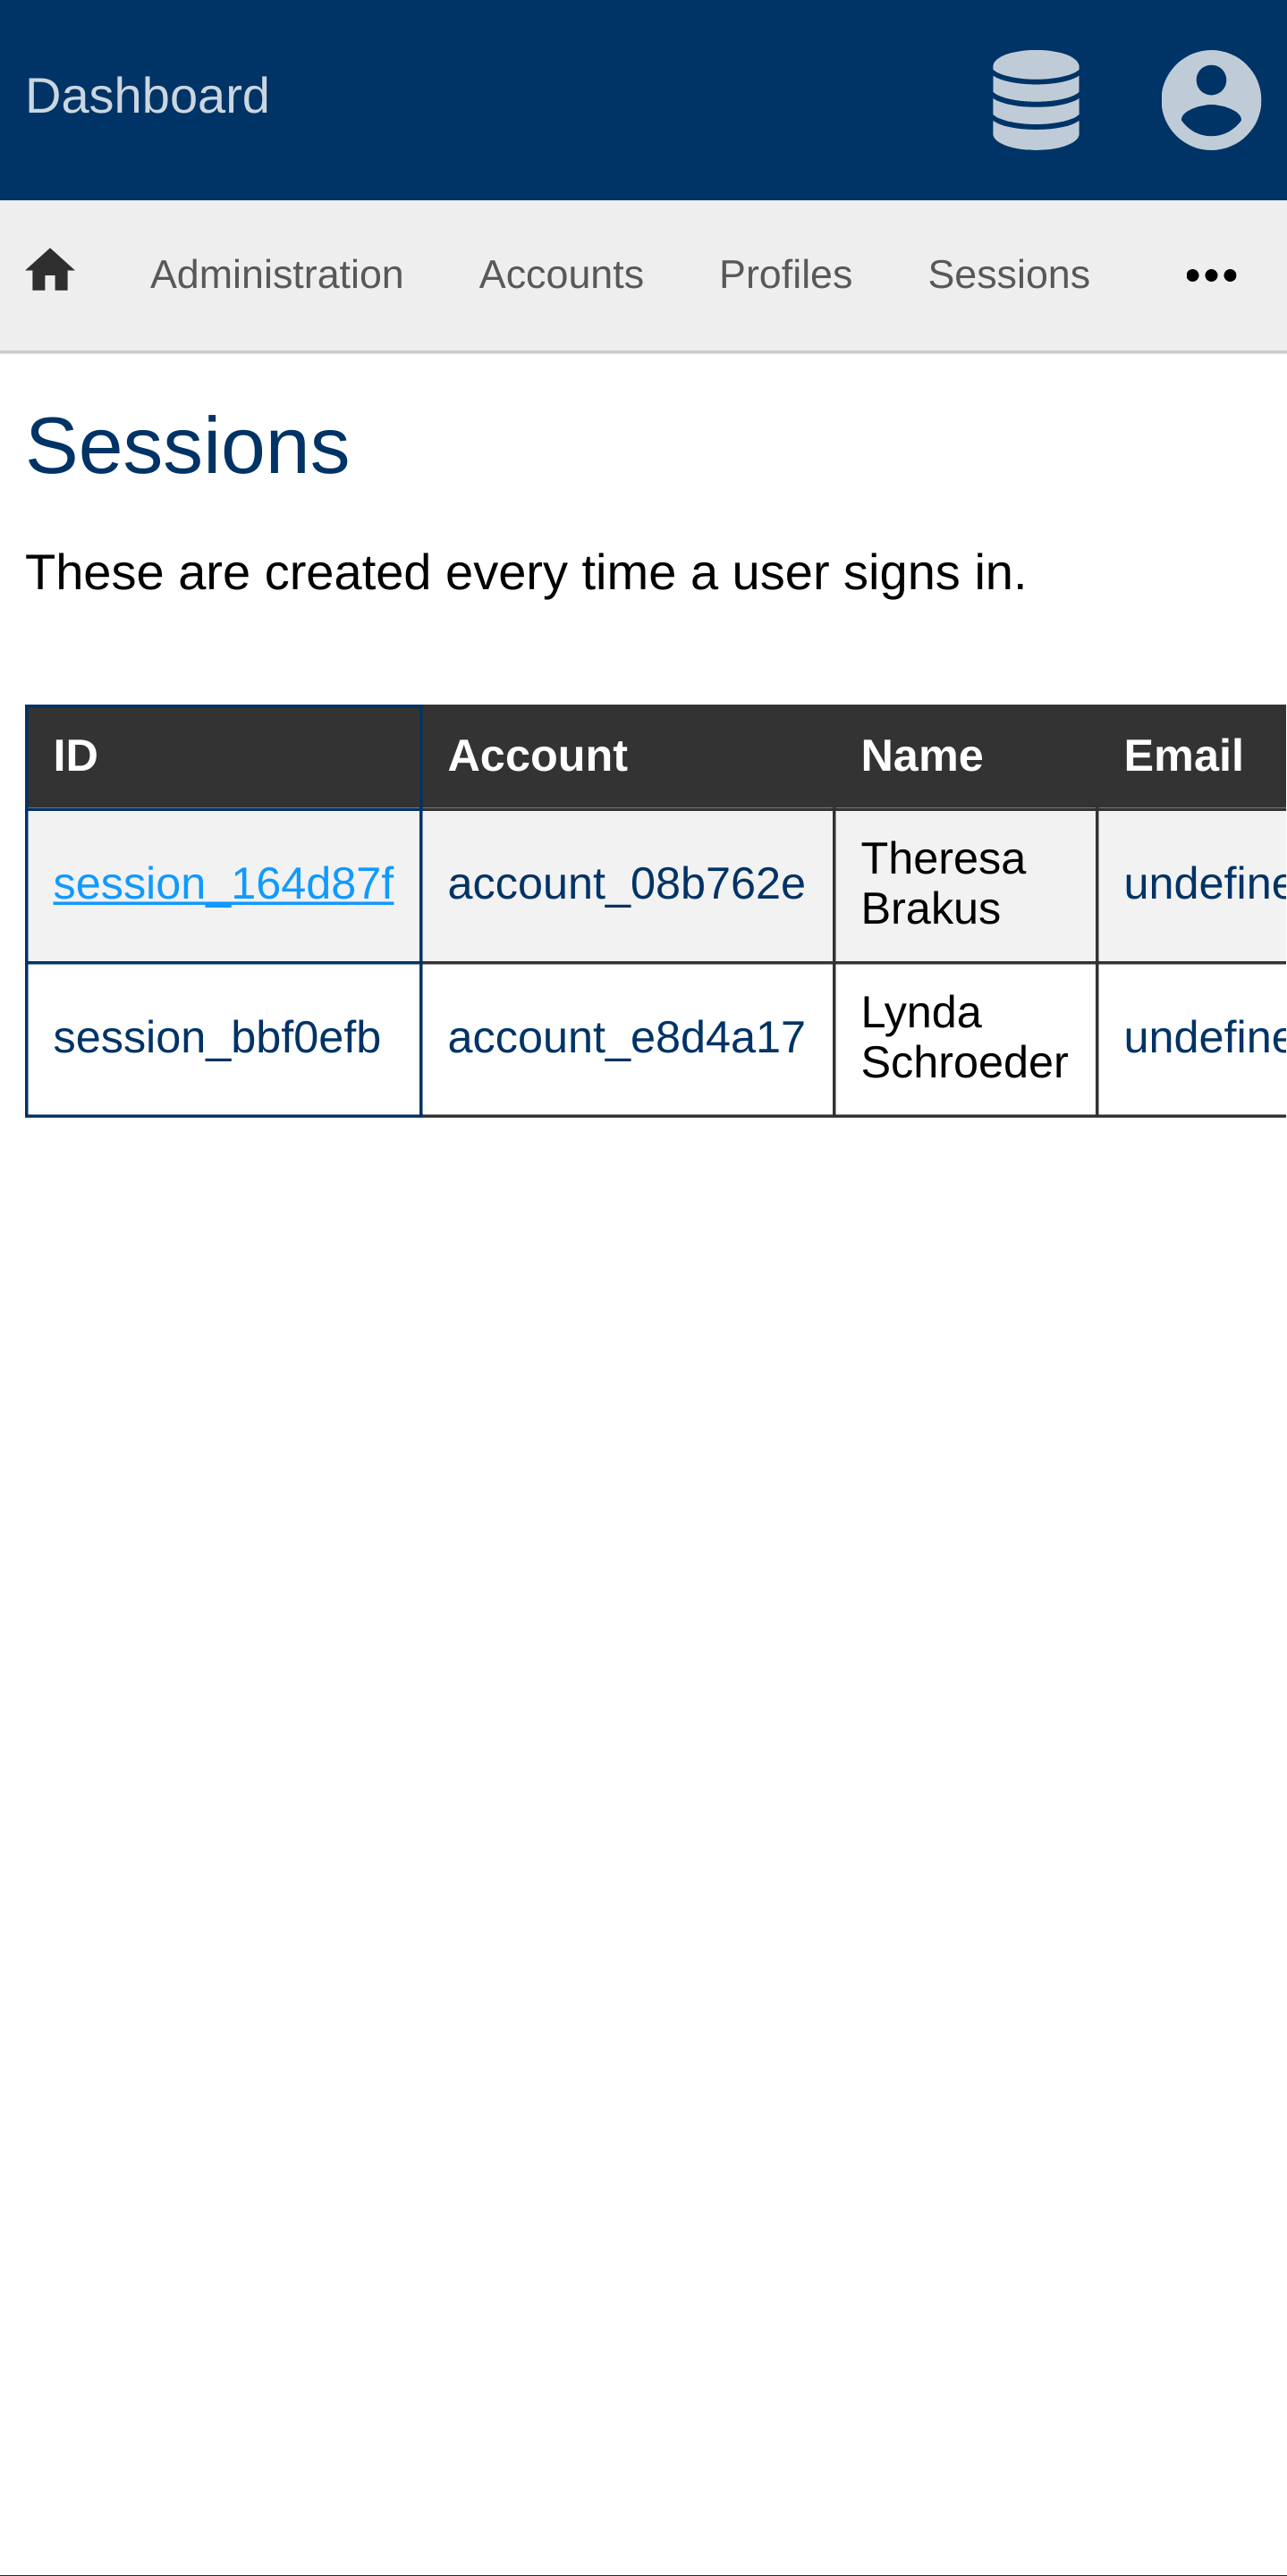 Dashboard
Administration Accounts Profiles Sessions
Sessions
These are created every time a user signs in.
ID Account Name Email
session_164d87f account_08b762e Theresa Brakus undefine
session_bbf0efb account_e8d4a17 Lynda Schroeder undefine